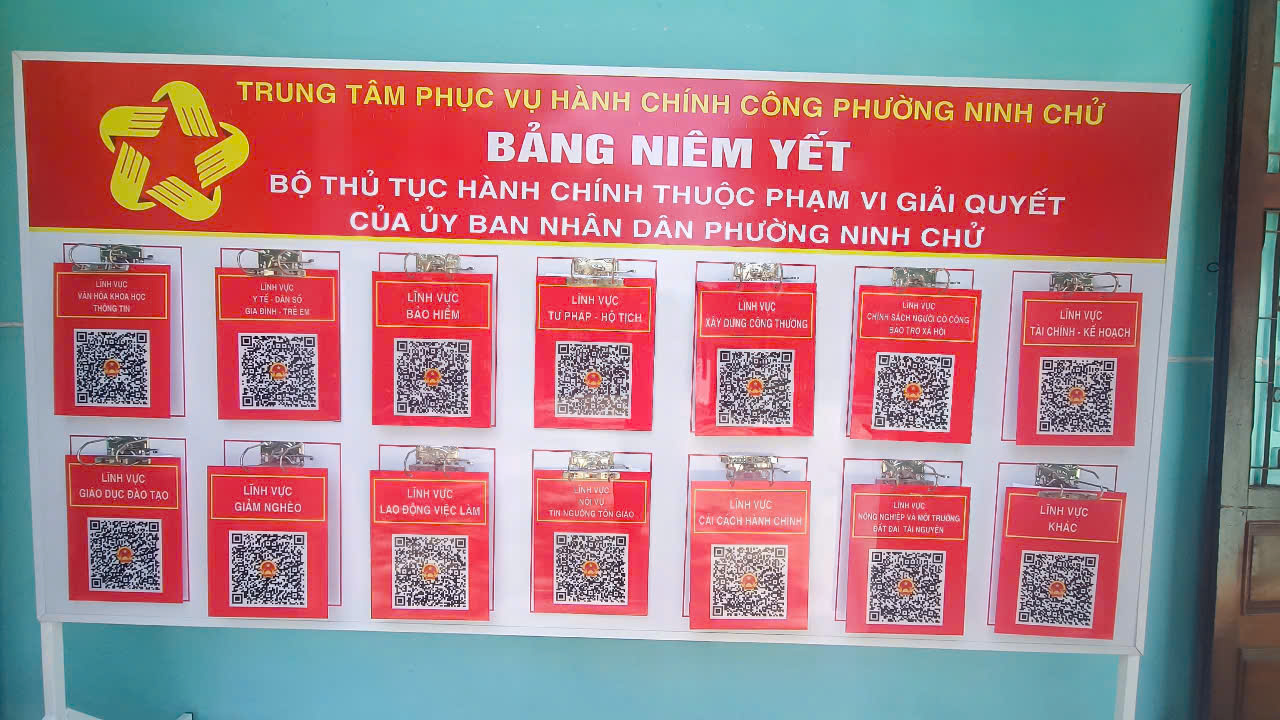 TRUNG TÂM PHỤC VỤ HÀNH CHÍNH CÔNG PHƯỜNG NINH CHỬ
BẢNG NIÊM YẾT
BỘ THỦ TỤC HÀNH CHÍNH THUỘC PHẠM VI GIẢI QUYẾT
CỦA ỦY BAN NHÂN DÂN PHƯỜNG NINH CHỬ
LĨNH VỰC
VĂN HÓA KHOA HỌC
THÔNG TIN
LĨNH VỰC
Y TẾ - DÂN SỐ
GIA ĐÌNH - TRẺ EM
LĨNH VỰC
BẢO HIỂM
LĨNH VỰC
TƯ PHÁP - HỘ TỊCH
LĨNH VỰC
XÂY DỰNG CÔNG THƯƠNG
LĨNH VỰC
CHÍNH SÁCH NGƯỜI CÓ CÔNG
BẢO TRỢ XÃ HỘI
LĨNH VỰC
TÀI CHÍNH - KẾ HOẠCH
LĨNH VỰC
GIÁO DỤC ĐÀO TẠO
LĨNH VỰC
GIẢM NGHÈO
LĨNH VỰC
LAO ĐỘNG VIỆC LÀM
LĨNH VỰC
NỘI VỤ
TÍN NGƯỠNG TÔN GIÁO
LĨNH VỰC
CẢI CÁCH HÀNH CHÍNH
LĨNH VỰC
NÔNG NGHIỆP VÀ MÔI TRƯỜNG
ĐẤT ĐAI TÀI NGUYÊN
LĨNH VỰC
KHÁC